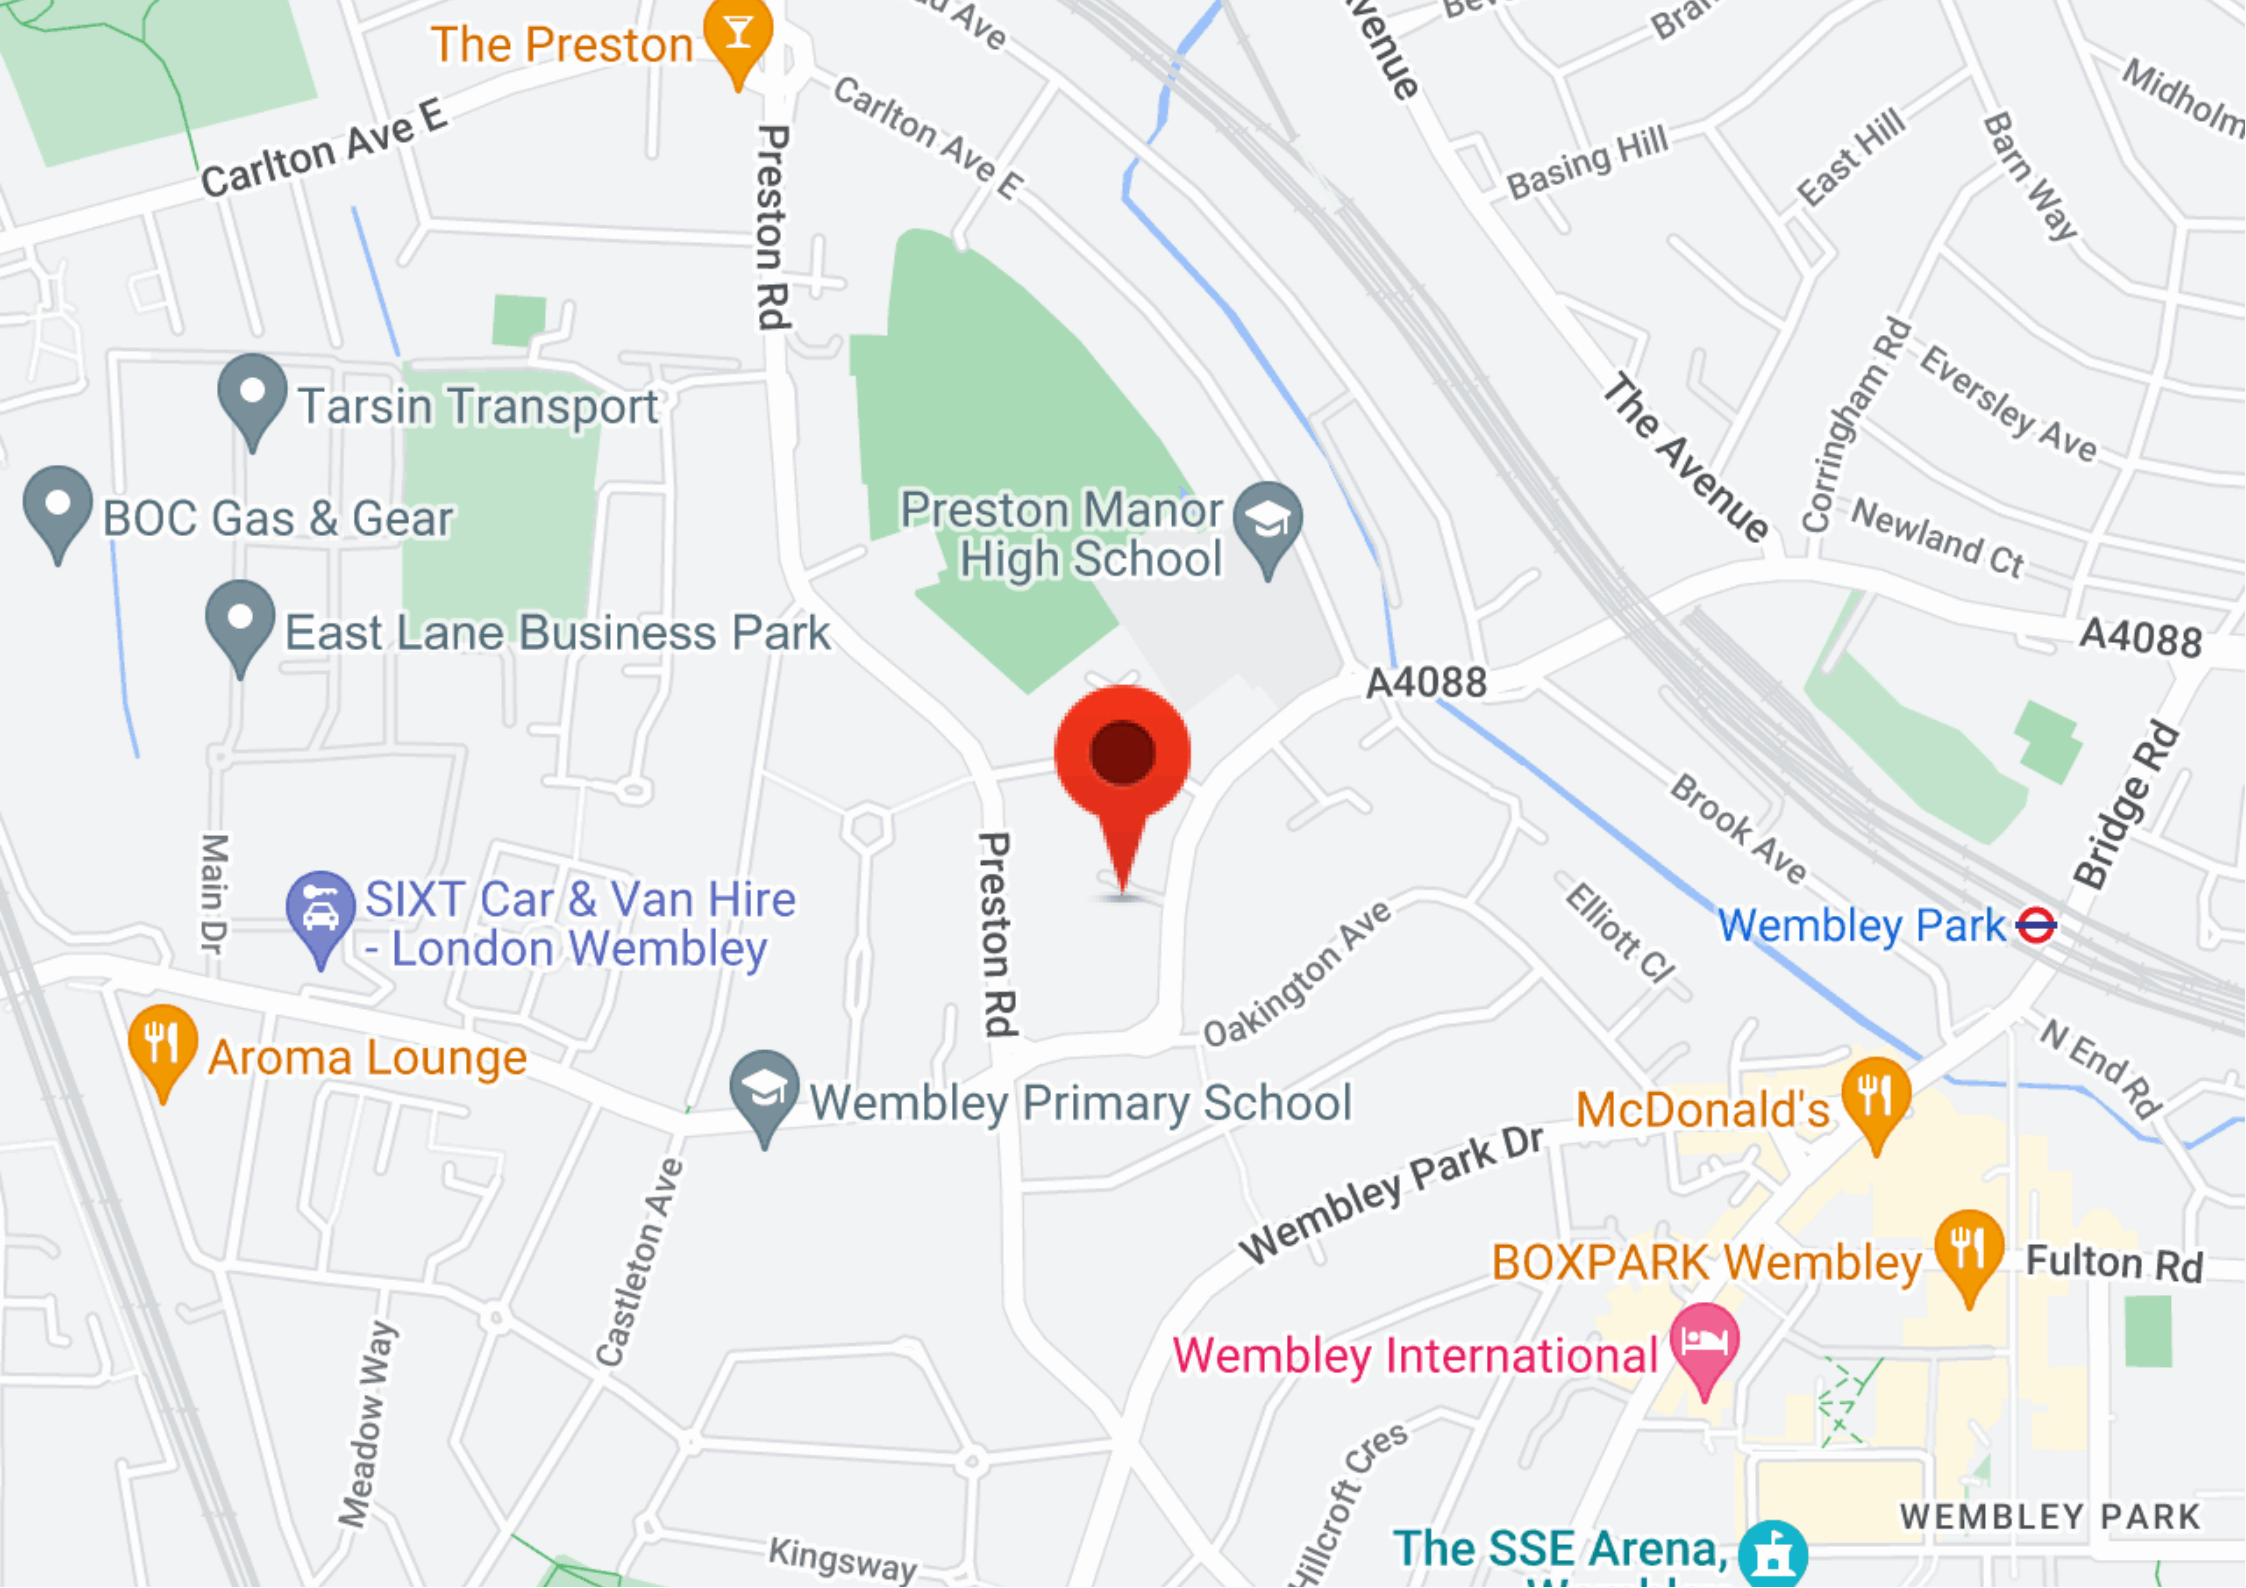 The Preston
Carlton Ave E
Preston Rd
Carlton Ave E
Ave
Avenue
Basing Hill
East Hill
Barn Way
Midholm
Tarsin Transport
BOC Gas & Gear
East Lane Business Park
Preston Manor
High School
The Avenue
Corringham Rd
Eversley Ave
Newland Ct
A4088
A4088
Bridge Rd
Brook Ave
Main Dr
SIXT Car & Van Hire
- London Wembley
Preston Rd
Oakington Ave
Elliott Cl
Wembley Park
N End Rd
Aroma Lounge
Wembley Primary School
McDonald's
Wembley Park Dr
BOXPARK Wembley
Fulton Rd
Castleton Ave
Meadow Way
Wembley International
Hillcroft Cres
Kingsway
WEMBLEY PARK
The SSE Arena,
Wembley